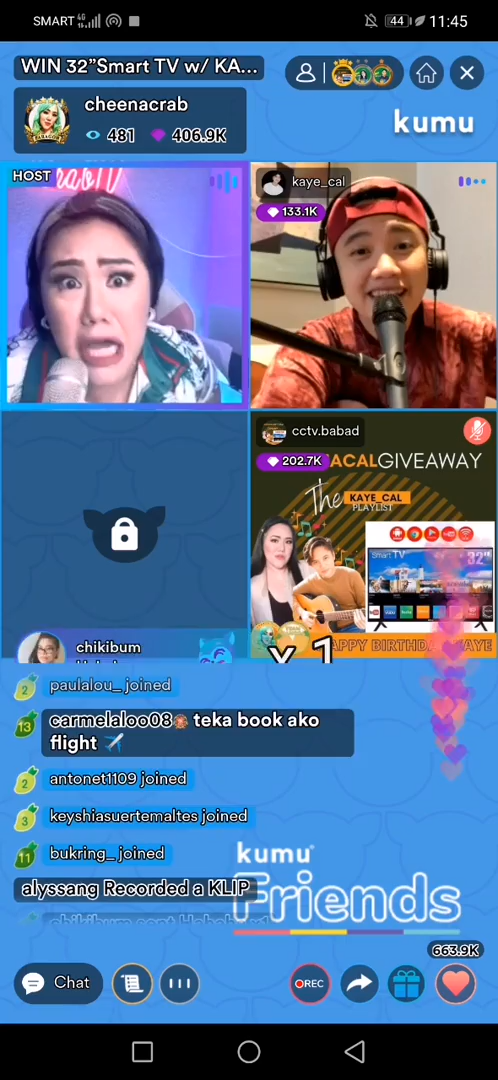 SMART 4G 44 11:45
WIN 32"Smart TV w/ KA...
cheenacrab
481 406.9K
kumu
HOST
kaye_cal
133.1K
cctv.babad
202.7K
ACALGIVEAWAY
The KAYE_CAL
PLAYLIST
Smart TV 32"
APPY BIRTHDAY KAYE
chikibum
x 1
2 paulalou_ joined
13 carmelaloo08 teka book ako
flight
2 antonet1109 joined
3 keyshiasuertemaltes joined
11 bukring_ joined
alyssang Recorded a KLIP
kumu
Friends
663.9K
Chat
REC